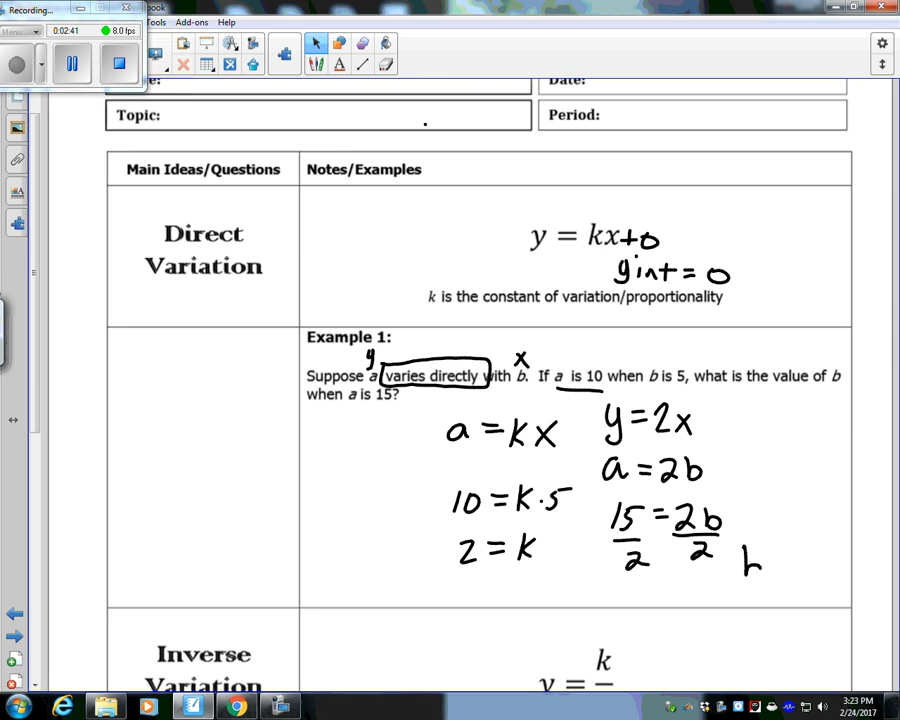 Recording...
book
Menu
0:02:41
8.0 fps
Tools Add-ons Help
Date:
Topic:
Period:
Main Ideas/Questions
Notes/Examples
Direct
Variation
y = kx+0
yint = 0
k is the constant of variation/proportionality
Example 1:
y x
Suppose a varies directly with b. If a is 10 when b is 5, what is the value of b
when a is 15?
a = kx
y = 2x
a = 2b
10 = k·5
15 = 2b
2 2
2 = k
b
Inverse
Variation
k
y =
3:23 PM
2/24/2017